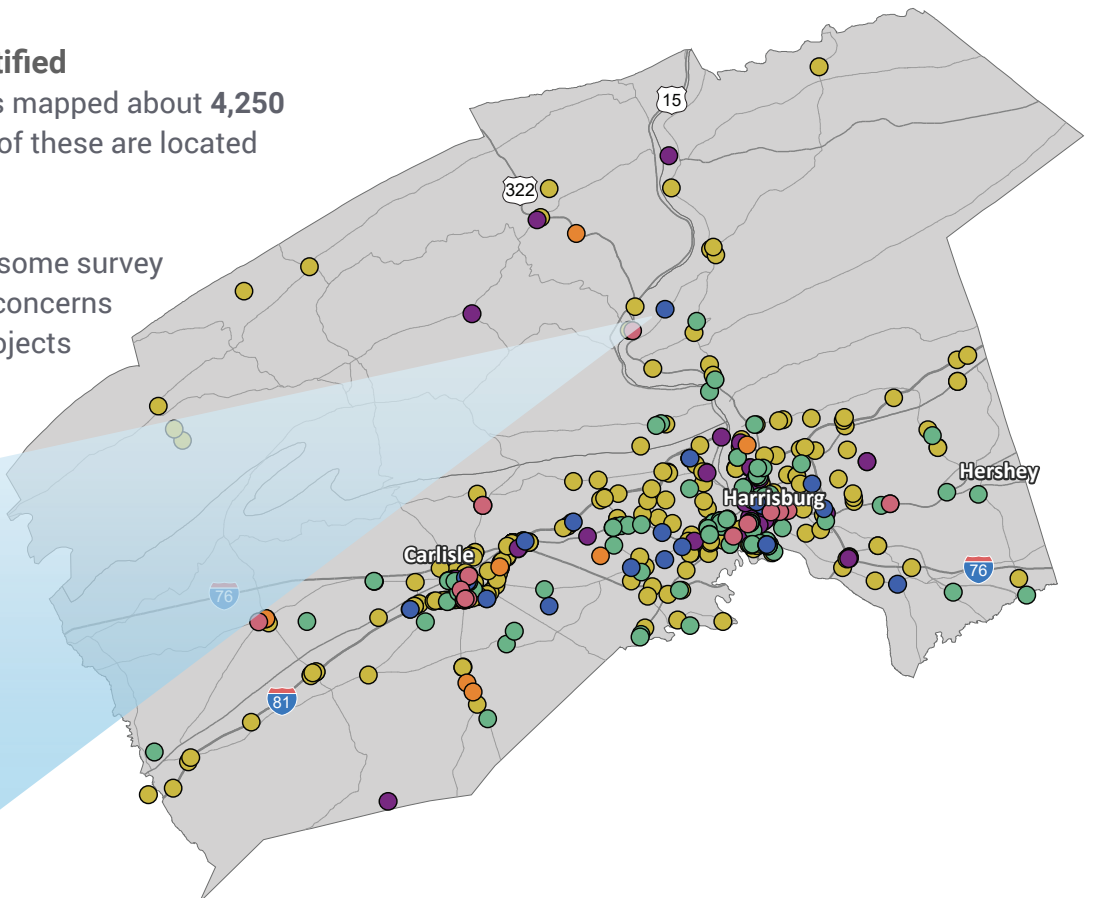 tified
s mapped about 4,250
of these are located
some survey
concerns
ojects
15
322
Hershey
Harrisburg
Carlisle
76
76
81